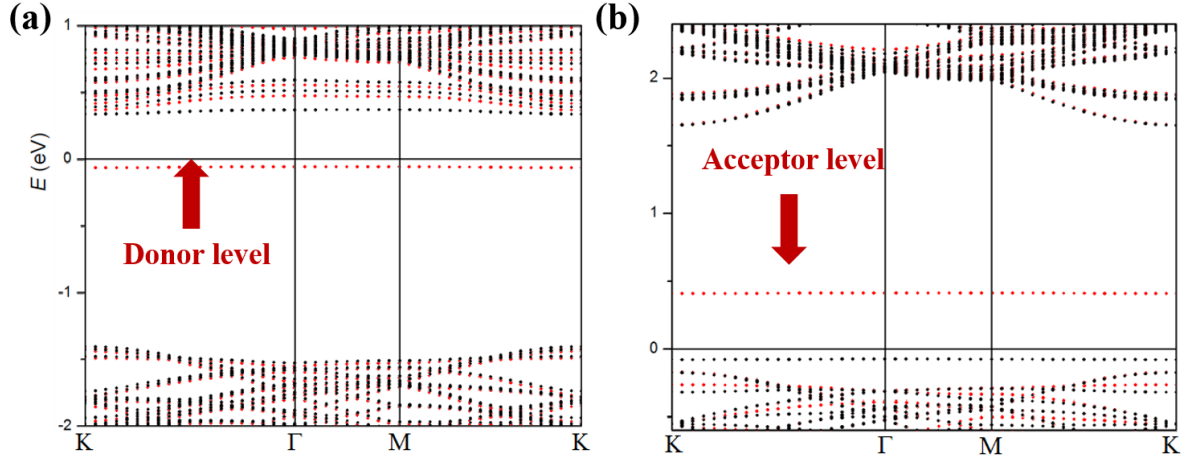 (a)
1
0
-1
-2
E (eV)
Donor level
K Γ M K
(b)
2
1
0
Acceptor level
K Γ M K